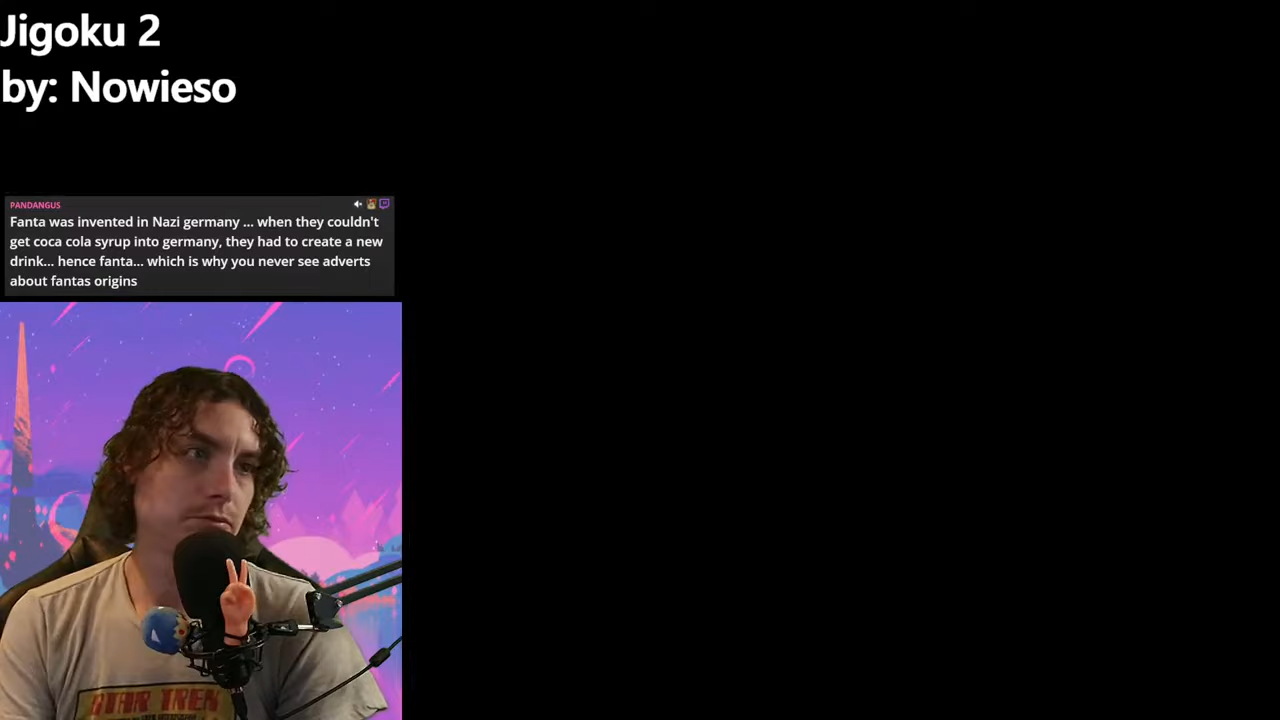 Jigoku 2
by: Nowieso
PANDANGUS
Fanta was invented in Nazi germany ... when they couldn't
get coca cola syrup into germany, they had to create a new
drink... hence fanta... which is why you never see adverts
about fantas origins
STAR TREK